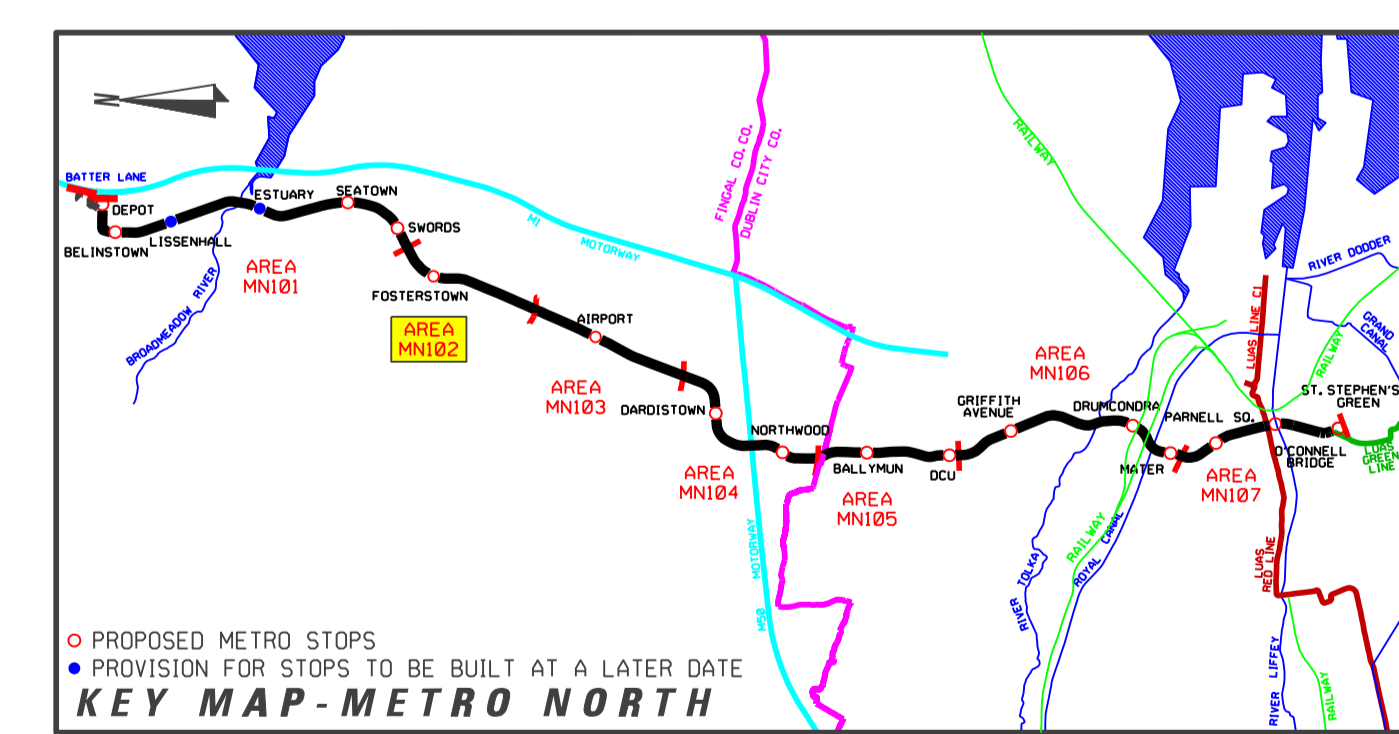 BATTER LANE
DEPOT
BELINSTOWN
LISSENHALL
ESTUARY
SEATOWN
SWORDS
FOSTERSTOWN
AREA
MN101
BROADMEADOW RIVER
AREA
MN102
M1
MOTORWAY
AIRPORT
AREA
MN103
DARDISTOWN
FINGAL CO. CO.
DUBLIN CITY CO.
NORTHWOOD
AREA
MN104
MOTORWAY
M50
BALLYMUN
AREA
MN105
DCU
GRIFFITH
AVENUE
AREA
MN106
DRUMCONDRA
MATER
PARNELL SO.
AREA
MN107
RAILWAY
RAILWAY
ROYAL CANAL
RIVER TOLKA
LUAS LINE C1
RIVER DODDER
GRAND
CANAL
RAILWAY
ST. STEPHEN'S
GREEN
O'CONNELL
BRIDGE
LUAS
GREEN
LINE
LUAS
RED LINE
RIVER LIFFEY
RAILWAY
N
PROPOSED METRO STOPS
PROVISION FOR STOPS TO BE BUILT AT A LATER DATE
KEY MAP-METRO NORTH